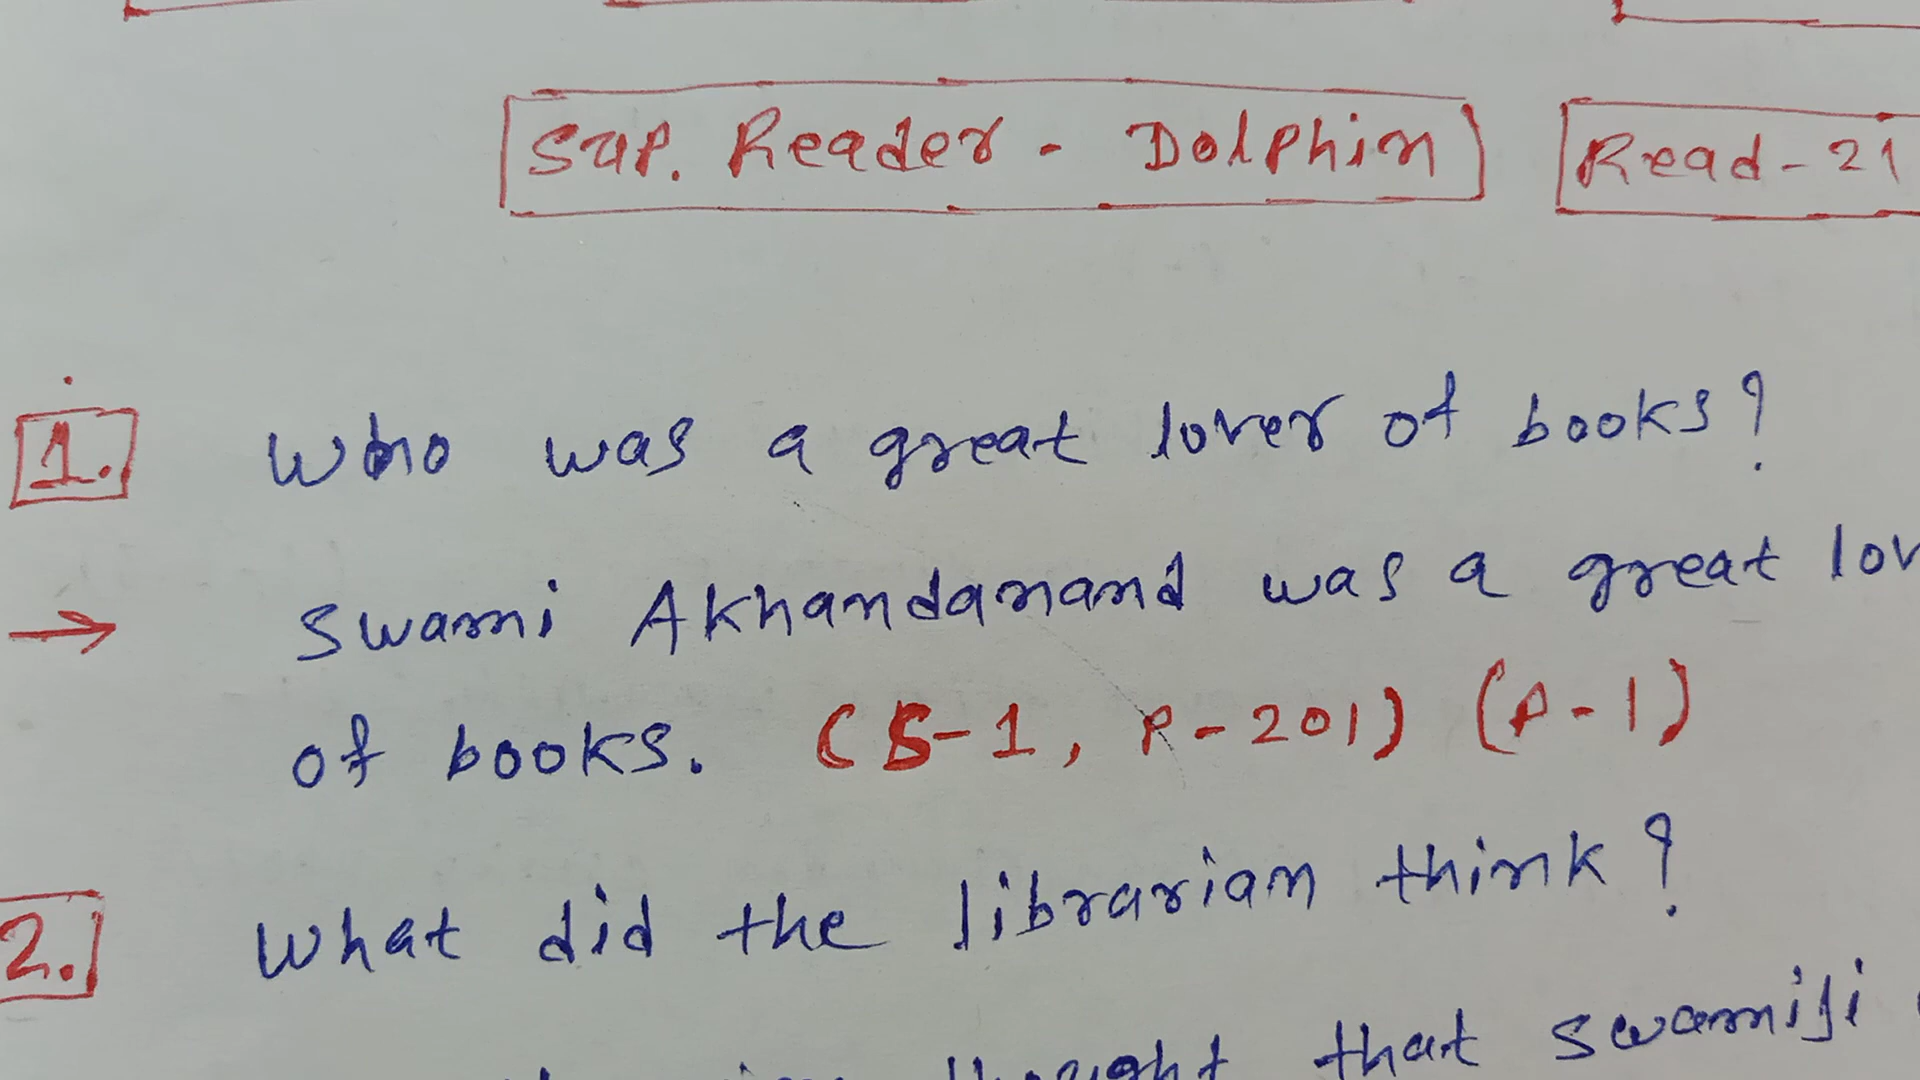 Sup. Reader - Dolphin Read-21
1. Who was a great lover of books?
→ Swami Akhandanand was a great lov
of books. (S-1, P-201) (P-1)
2. What did the librarian think?
thought that swamiji